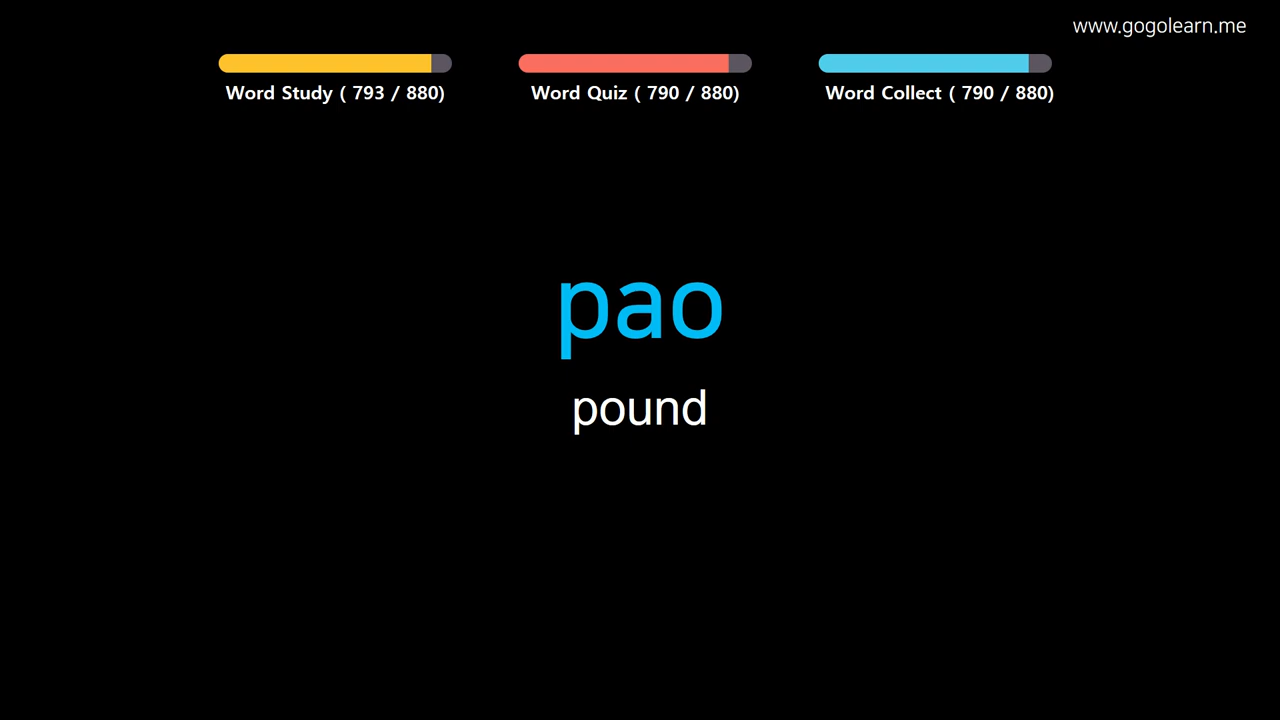 www.gogolearn.me
Word Study ( 793 / 880)
Word Quiz ( 790 / 880)
Word Collect ( 790 / 880)
pao
pound